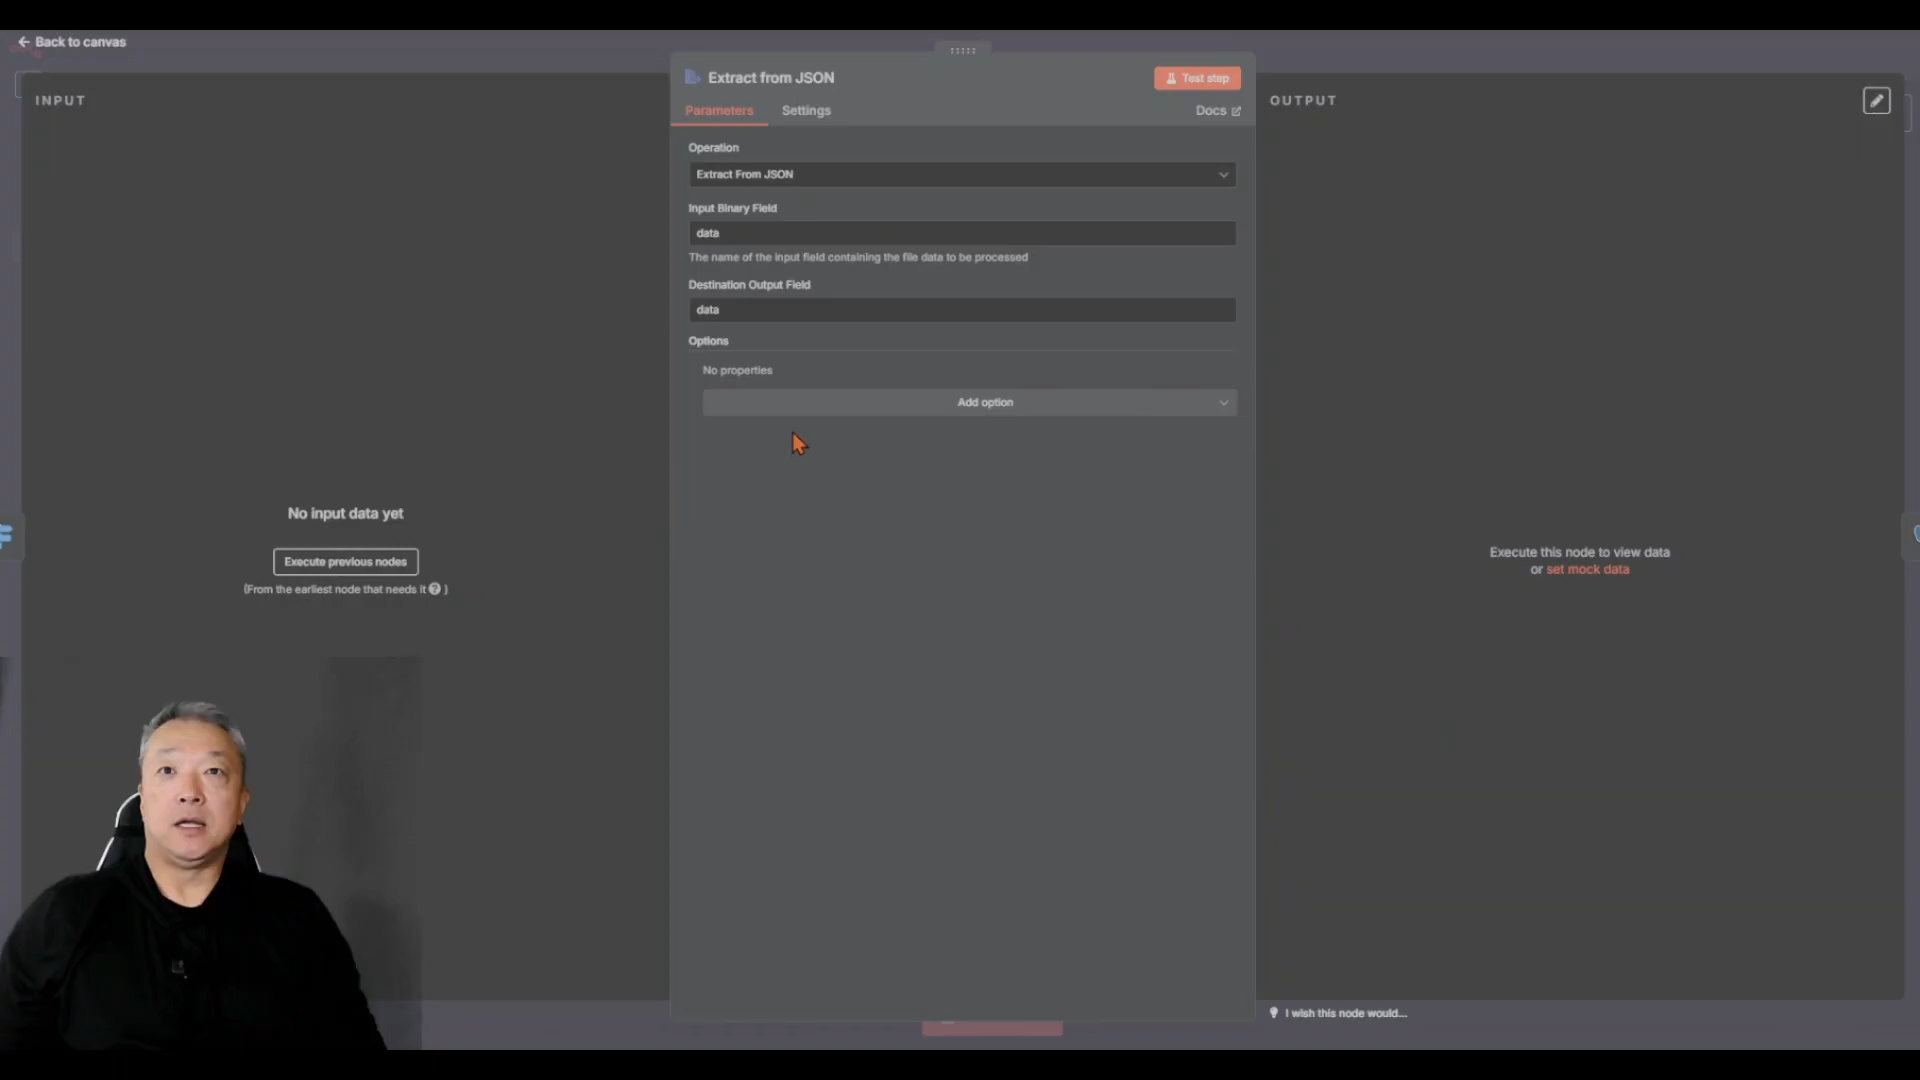 Back to canvas
INPUT
No input data yet
Execute previous nodes
(From the earliest node that needs it ? )
Extract from JSON
Test step
Parameters
Settings
Docs
Operation
Extract From JSON
Input Binary Field
data
The name of the input field containing the file data to be processed
Destination Output Field
data
Options
No properties
Add option
OUTPUT
Execute this node to view data
or set mock data
I wish this node would...